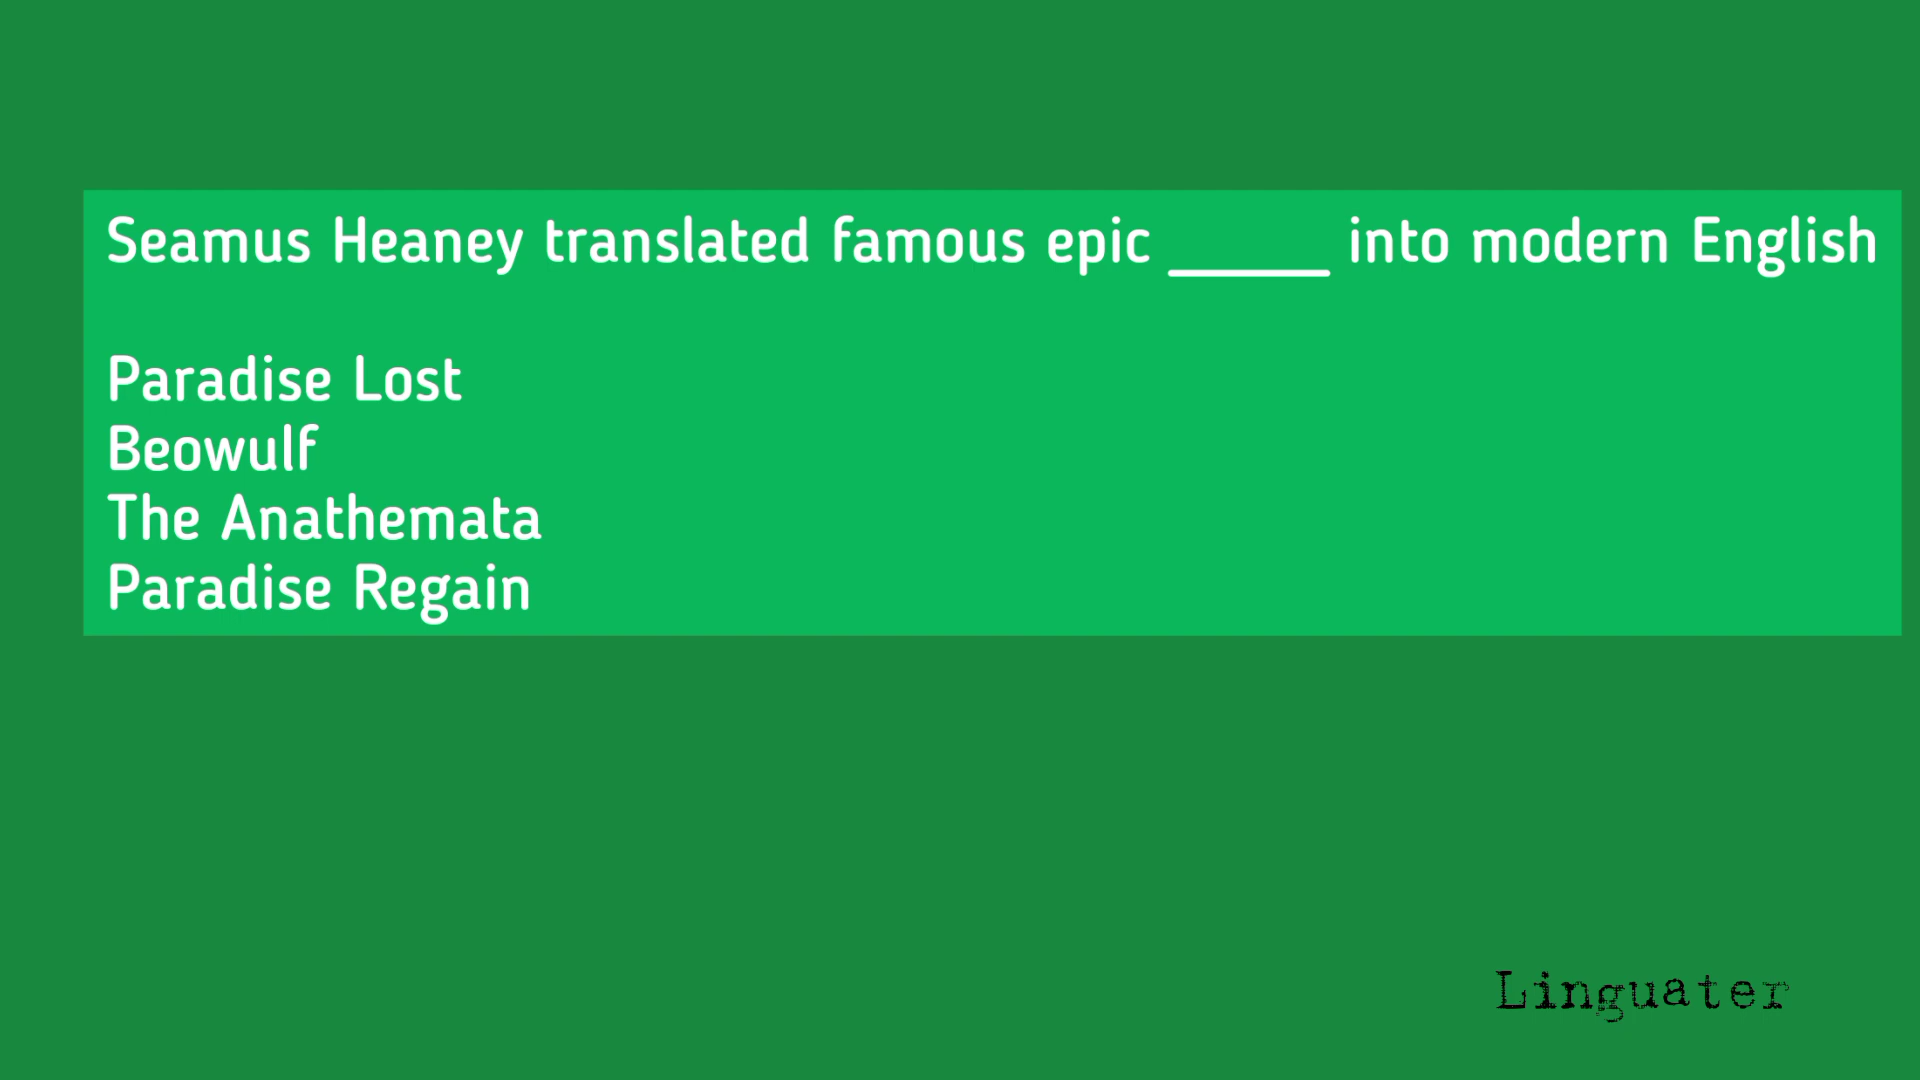 Seamus Heaney translated famous epic _____ into modern English
Paradise Lost
Beowulf
The Anathemata
Paradise Regain
Linguater